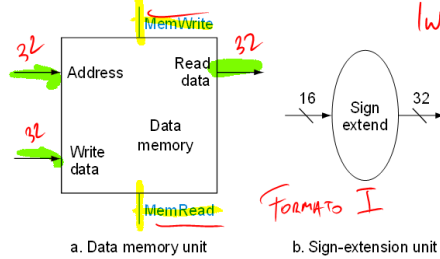 MemWrite
32
32
lw
Address
Read
data
16
Sign
extend
32
Data
memory
32
Write
data
MemRead
FORMATO I
a. Data memory unit
b. Sign-extension unit